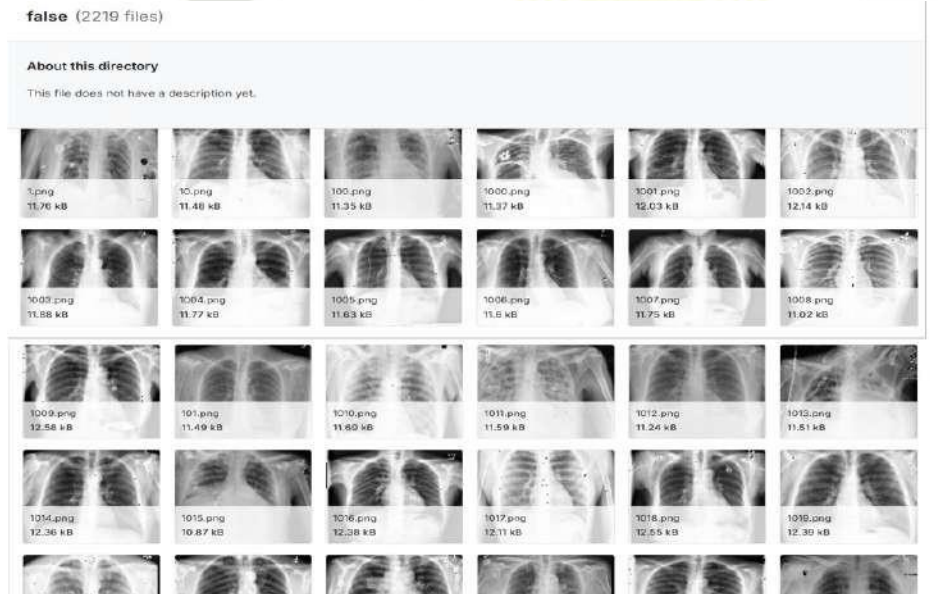 false (2219 files)
About this directory
This file does not have a description yet.
1.png 10.png 100.png 1000.png 1001.png 1002.png
11.76 kB 11.48 kB 11.35 kB 11.37 kB 12.03 kB 12.14 kB
1003.png 1004.png 1005.png 1006.png 1007.png 1008.png
11.88 kB 11.77 kB 11.63 kB 11.6 kB 11.75 kB 11.02 kB
1009.png 101.png 1010.png 1011.png 1012.png 1013.png
12.58 kB 11.49 kB 11.69 kB 11.59 kB 11.24 kB 11.51 kB
1014.png 1015.png 1016.png 1017.png 1018.png 1019.png
12.36 kB 10.87 kB 12.38 kB 12.11 kB 12.55 kB 12.39 kB